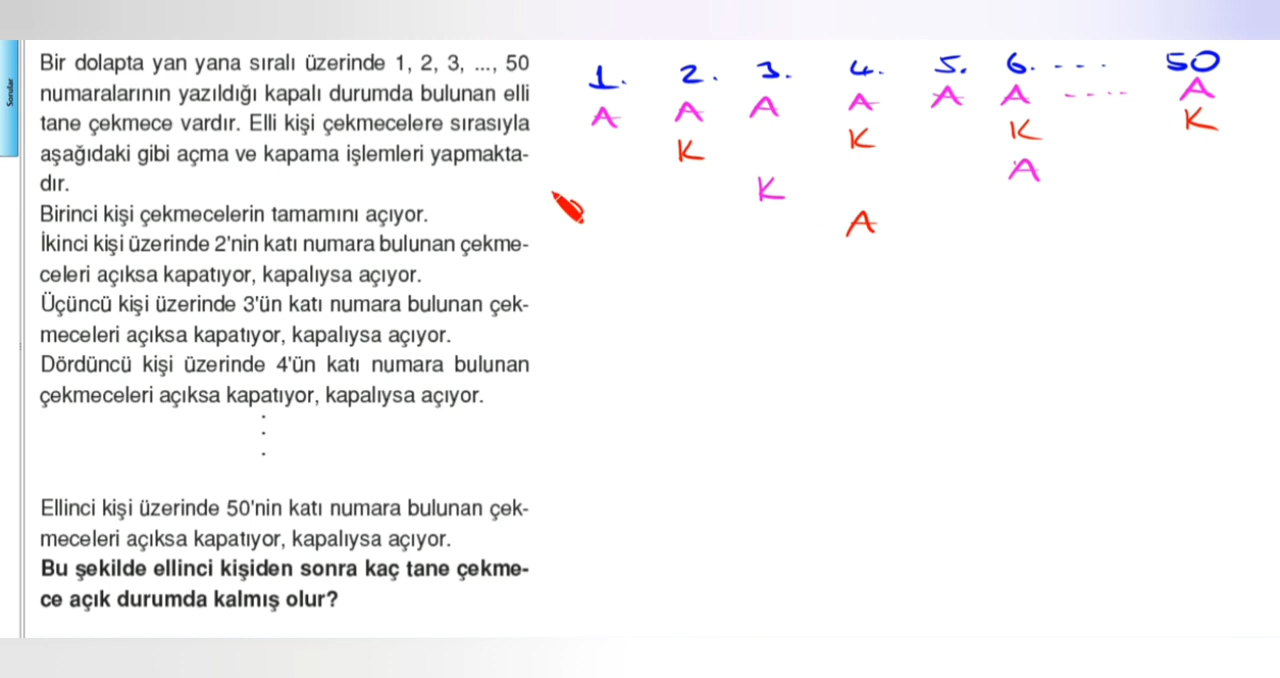 Sorular
Bir dolapta yan yana sıralı üzerinde 1, 2, 3, ..., 50
numaralarının yazıldığı kapalı durumda bulunan elli
tane çekmece vardır. Elli kişi çekmecelere sırasıyla
aşağıdaki gibi açma ve kapama işlemleri yapmakta-
dır.
Birinci kişi çekmecelerin tamamını açıyor.
İkinci kişi üzerinde 2'nin katı numara bulunan çekme-
celeri açıksa kapatıyor, kapalıysa açıyor.
Üçüncü kişi üzerinde 3'ün katı numara bulunan çek-
meceleri açıksa kapatıyor, kapalıysa açıyor.
Dördüncü kişi üzerinde 4'ün katı numara bulunan
çekmeceleri açıksa kapatıyor, kapalıysa açıyor.
.
.
.
Ellinci kişi üzerinde 50'nin katı numara bulunan çek-
meceleri açıksa kapatıyor, kapalıysa açıyor.
Bu şekilde ellinci kişiden sonra kaç tane çekme-
ce açık durumda kalmış olur?
1. 2. 3. 4. 5. 6. ---- 50
A A A A A A ----- A
K K K K
A
K
A